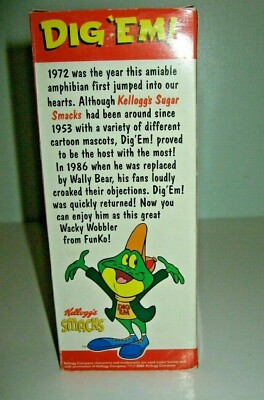 DIG 'EM!
1972 was the year this amiable
amphibian first jumped into our
hearts. Although Kellogg's Sugar
Smacks had been around since
1953 with a variety of different
cartoon mascots, Dig'Em! proved
to be the host with the most!
In 1986 when he was replaced
by Wally Bear, his fans loudly
croaked their objections. Dig'Em!
was quickly returned! Now you
can enjoy him as this great
Wacky Wobbler
from FunKo!
DIG
'EM
Kellogg's
SMACKS